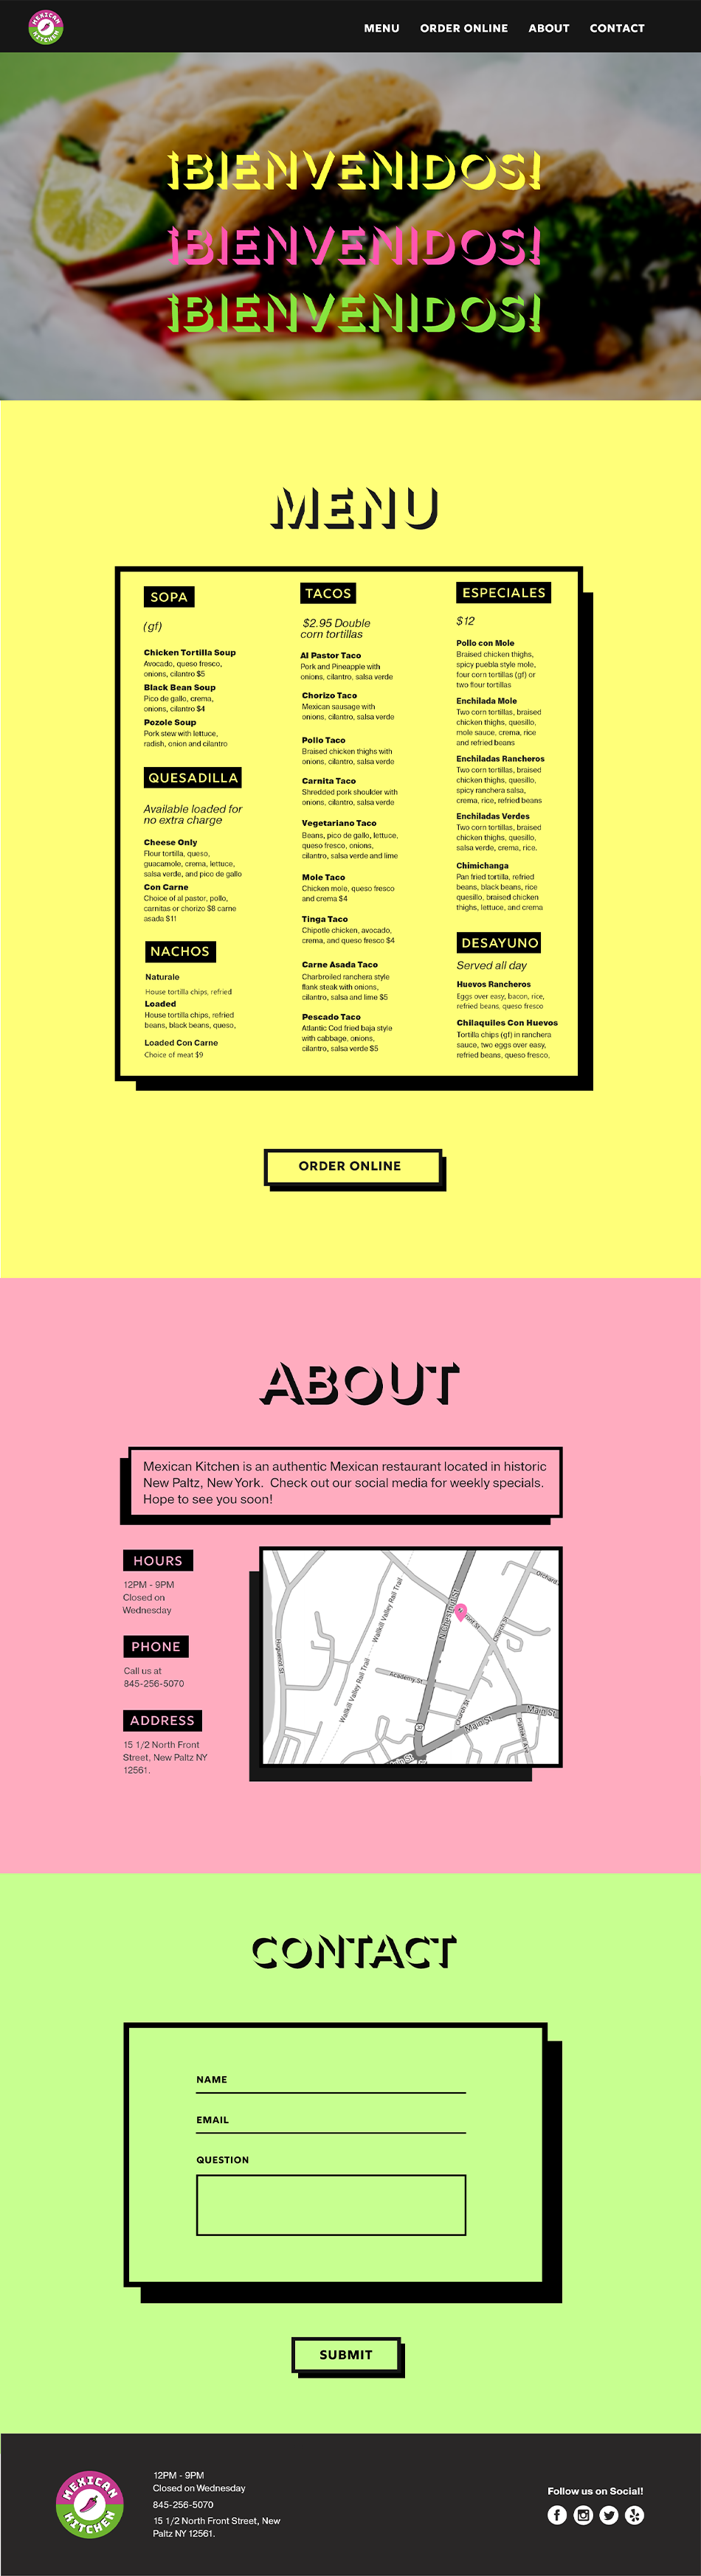 MEXICAN
KITCHEN
MENU
ORDER ONLINE
ABOUT
CONTACT
¡BIENVENIDOS!
¡BIENVENIDOS!
¡BIENVENIDOS!
MENU
SOPA
(gf)
Chicken Tortilla Soup
Avocado, queso fresco,
onions, cilantro $5
Black Bean Soup
Pico de gallo, crema,
onions, cilantro $4
Pozole Soup
Pork stew with lettuce,
radish, onion and cilantro
QUESADILLA
Available loaded for
no extra charge
Cheese Only
Flour tortilla, queso,
guacamole, crema, lettuce,
salsa verde, and pico de gallo
Con Carne
Choice of al pastor, pollo,
carnitas or chorizo $8 carne
asada $11
NACHOS
Naturale
House tortilla chips, refried
Loaded
House tortilla chips, refried
beans, black beans, queso,
Loaded Con Carne
Choice of meat $9
TACOS
$2.95 Double
corn tortillas
Al Pastor Taco
Pork and Pineapple with
onions, cilantro, salsa verde
Chorizo Taco
Mexican sausage with
onions, cilantro, salsa verde
Pollo Taco
Braised chicken thighs with
onions, cilantro, salsa verde
Carnita Taco
Shredded pork shoulder with
onions, cilantro, salsa verde
Vegetariano Taco
Beans, pico de gallo, lettuce,
queso fresco, onions,
cilantro, salsa verde and lime
Mole Taco
Chicken mole, queso fresco
and crema $4
Tinga Taco
Chipotle chicken, avocado,
crema, and queso fresco $4
Carne Asada Taco
Charbroiled ranchera style
flank steak with onions,
cilantro, salsa and lime $5
Pescado Taco
Atlantic Cod fried baja style
with cabbage, onions,
cilantro, salsa verde $5
ESPECIALES
$12
Pollo con Mole
Braised chicken thighs,
spicy puebla style mole,
four corn tortillas (gf) or
two flour tortillas
Enchilada Mole
Two corn tortillas, braised
chicken thighs, quesillo,
mole sauce, crema, rice
and refried beans
Enchiladas Rancheros
Two corn tortillas, braised
chicken thighs, quesillo,
spicy ranchera salsa,
crema, rice, refried beans
Enchiladas Verdes
Two corn tortillas, braised
chicken thighs, quesillo,
salsa verde, crema, rice.
Chimichanga
Pan fried tortilla, refried
beans, black beans, rice
quesillo, braised chicken
thighs, lettuce, and crema
DESAYUNO
Served all day
Huevos Rancheros
Eggs over easy, bacon, rice,
refried beans, queso fresco
Chilaquiles Con Huevos
Tortilla chips (gf) in ranchera
sauce, two eggs over easy,
refried beans, queso fresco,
ORDER ONLINE
ABOUT
Mexican Kitchen is an authentic Mexican restaurant located in historic
New Paltz, New York. Check out our social media for weekly specials.
Hope to see you soon!
HOURS
12PM - 9PM
Closed on
Wednesday
PHONE
Call us at
845-256-5070
ADDRESS
15 1/2 North Front
Street, New Paltz NY
12561.
Wallkill Valley Rail Trail
Wallkill Valley Rail Trail
N Chestnut St
Church St
Academy St
Church St
Main St
Main St
CONTACT
NAME
EMAIL
QUESTION
SUBMIT
MEXICAN
KITCHEN
12PM - 9PM
Closed on Wednesday
845-256-5070
15 1/2 North Front Street, New
Paltz NY 12561.
Follow us on Social!